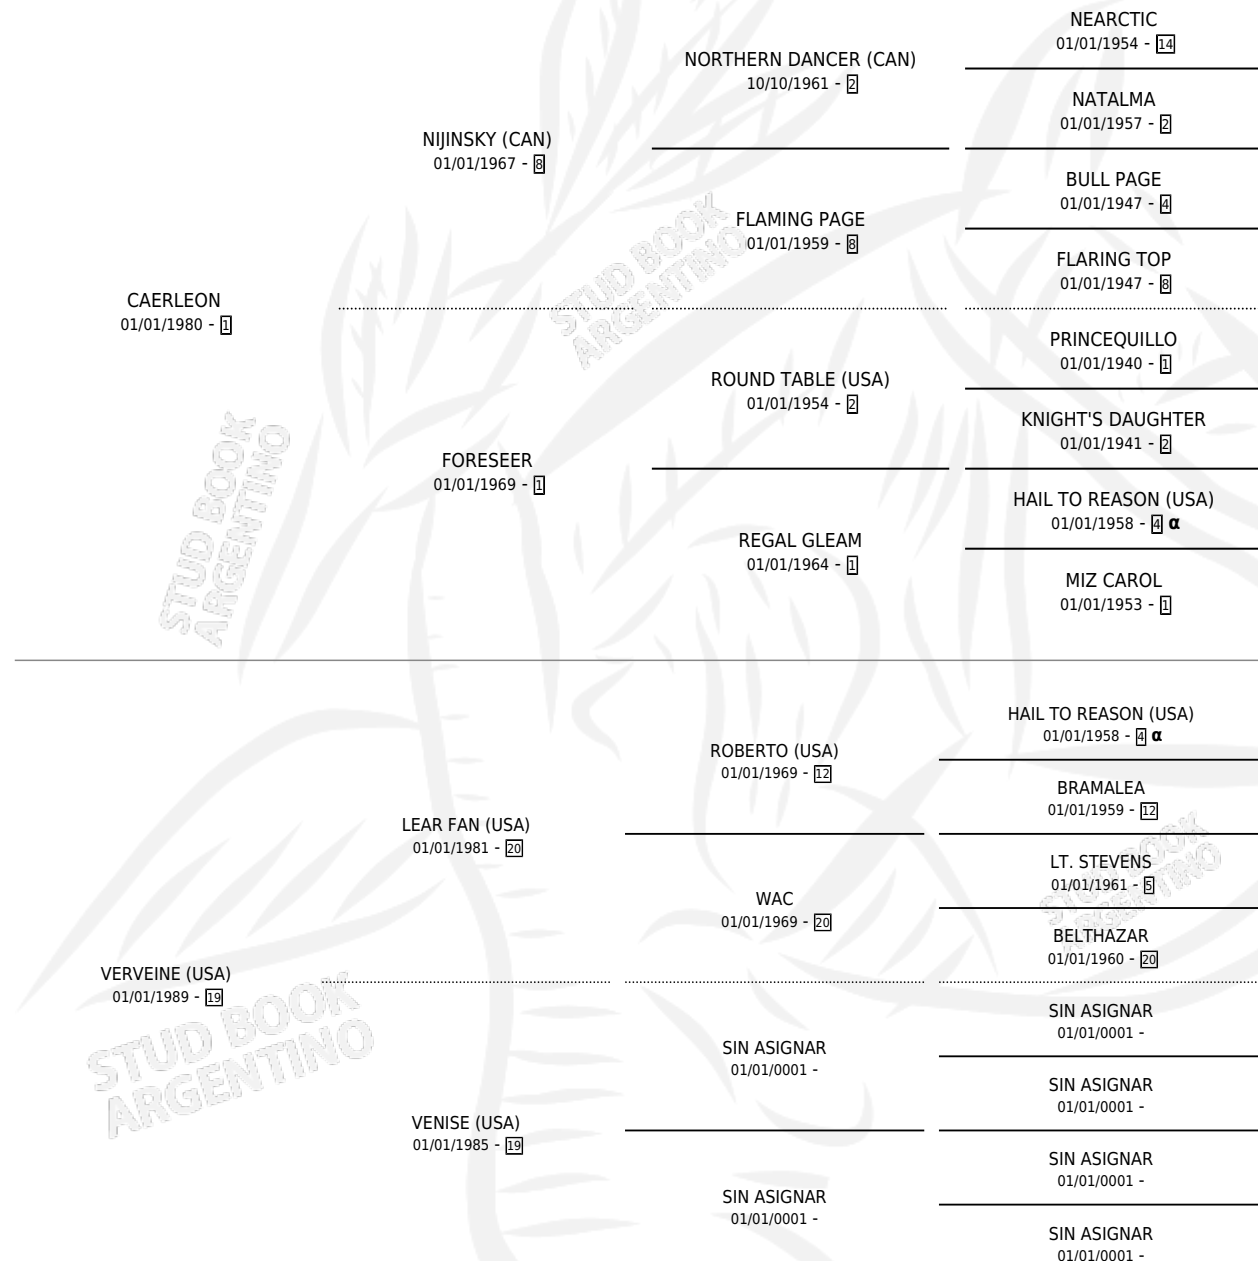 NEARCTIC
01/01/1954 - 14
NORTHERN DANCER (CAN)
10/10/1961 - 2
NATALMA
01/01/1957 - 2
NIJINSKY (CAN)
01/01/1967 - 8
BULL PAGE
01/01/1947 - 4
FLAMING PAGE
01/01/1959 - 8
FLARING TOP
01/01/1947 - 8
CAERLEON
01/01/1980 - 1
PRINCEQUILLO
01/01/1940 - 1
ROUND TABLE (USA)
01/01/1954 - 2
KNIGHT'S DAUGHTER
01/01/1941 - 2
FORESEER
01/01/1969 - 1
HAIL TO REASON (USA)
01/01/1958 - 4 α
REGAL GLEAM
01/01/1964 - 1
MIZ CAROL
01/01/1953 - 1
HAIL TO REASON (USA)
01/01/1958 - 4 α
ROBERTO (USA)
01/01/1969 - 12
BRAMALEA
01/01/1959 - 12
LEAR FAN (USA)
01/01/1981 - 20
LT. STEVENS
01/01/1961 - 5
WAC
01/01/1969 - 20
BELTHAZAR
01/01/1960 - 20
VERVEINE (USA)
01/01/1989 - 19
SIN ASIGNAR
01/01/0001 -
SIN ASIGNAR
01/01/0001 -
SIN ASIGNAR
01/01/0001 -
VENISE (USA)
01/01/1985 - 19
SIN ASIGNAR
01/01/0001 -
SIN ASIGNAR
01/01/0001 -
SIN ASIGNAR
01/01/0001 -
STUD BOOK
ARGENTINO
STUD BOOK
ARGENTINO
STUD BOOK
ARGENTINO
STUD BOOK
ARGENTINO